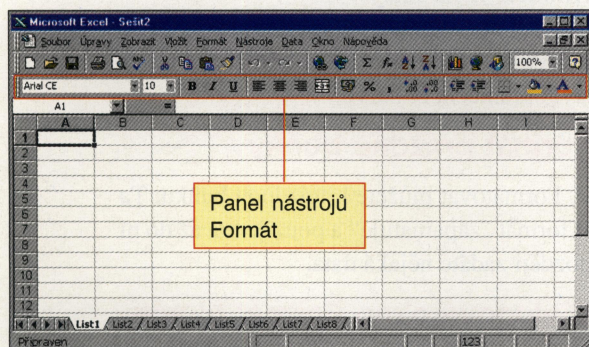 Microsoft Excel - Sešit2
Soubor Úpravy Zobrazit Vložit Formát Nástroje Data Okno Nápověda
100%
Arial CE 10 B I U % ,
A1 =
A B C D E F G H I
1
2
3
4
5
6
7
8
9
10
11
12
Panel nástrojů
Formát
List1 List2 List3 List4 List5 List6 List7 List8
Připraven 123